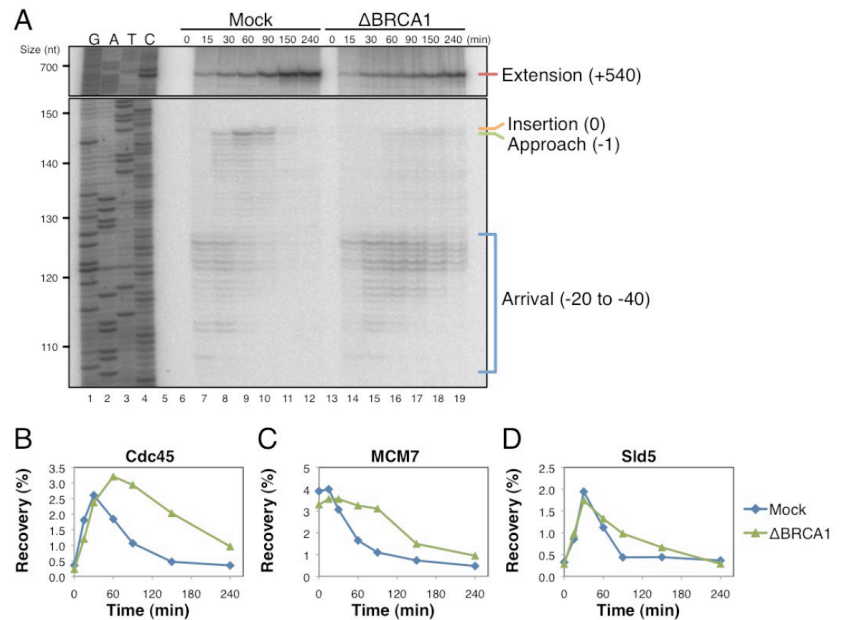 A
Mock ΔBRCA1
G A T C 0 15 30 60 90 150 240 0 15 30 60 90 150 240 (min)
Size (nt)
700
Extension (+540)
150
Insertion (0)
Approach (-1)
140
130
120
Arrival (-20 to -40)
110
1 2 3 4 5 6 7 8 9 10 11 12 13 14 15 16 17 18 19
B
Cdc45
Recovery (%)
3.5
3.0
2.5
2.0
1.5
1.0
0.5
0.0
0 60 120 180 240
Time (min)
C
MCM7
Recovery (%)
5
4
3
2
1
0
0 60 120 180 240
Time (min)
D
Sld5
Recovery (%)
2.5
2.0
1.5
1.0
0.5
0.0
0 60 120 180 240
Time (min)
Mock
ΔBRCA1